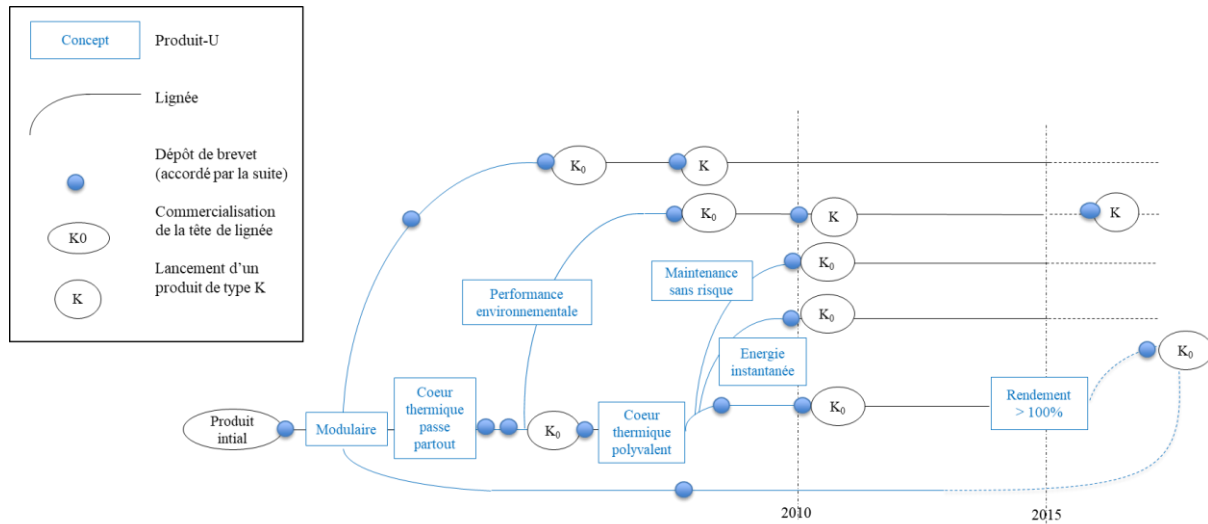 Concept
Produit-U
Lignée
Dépôt de brevet
(accordé par la suite)
K0
Commercialisation
de la tête de lignée
K
Lancement d'un
produit de type K
K0
K
K0
K
K
Maintenance
sans risque
K0
Performance
environnementale
K0
Energie
instantanée
K0
Produit
intial
Modulaire
Coeur
thermique
passe
partout
K0
Coeur
thermique
polyvalent
K0
Rendement
> 100%
2010
2015